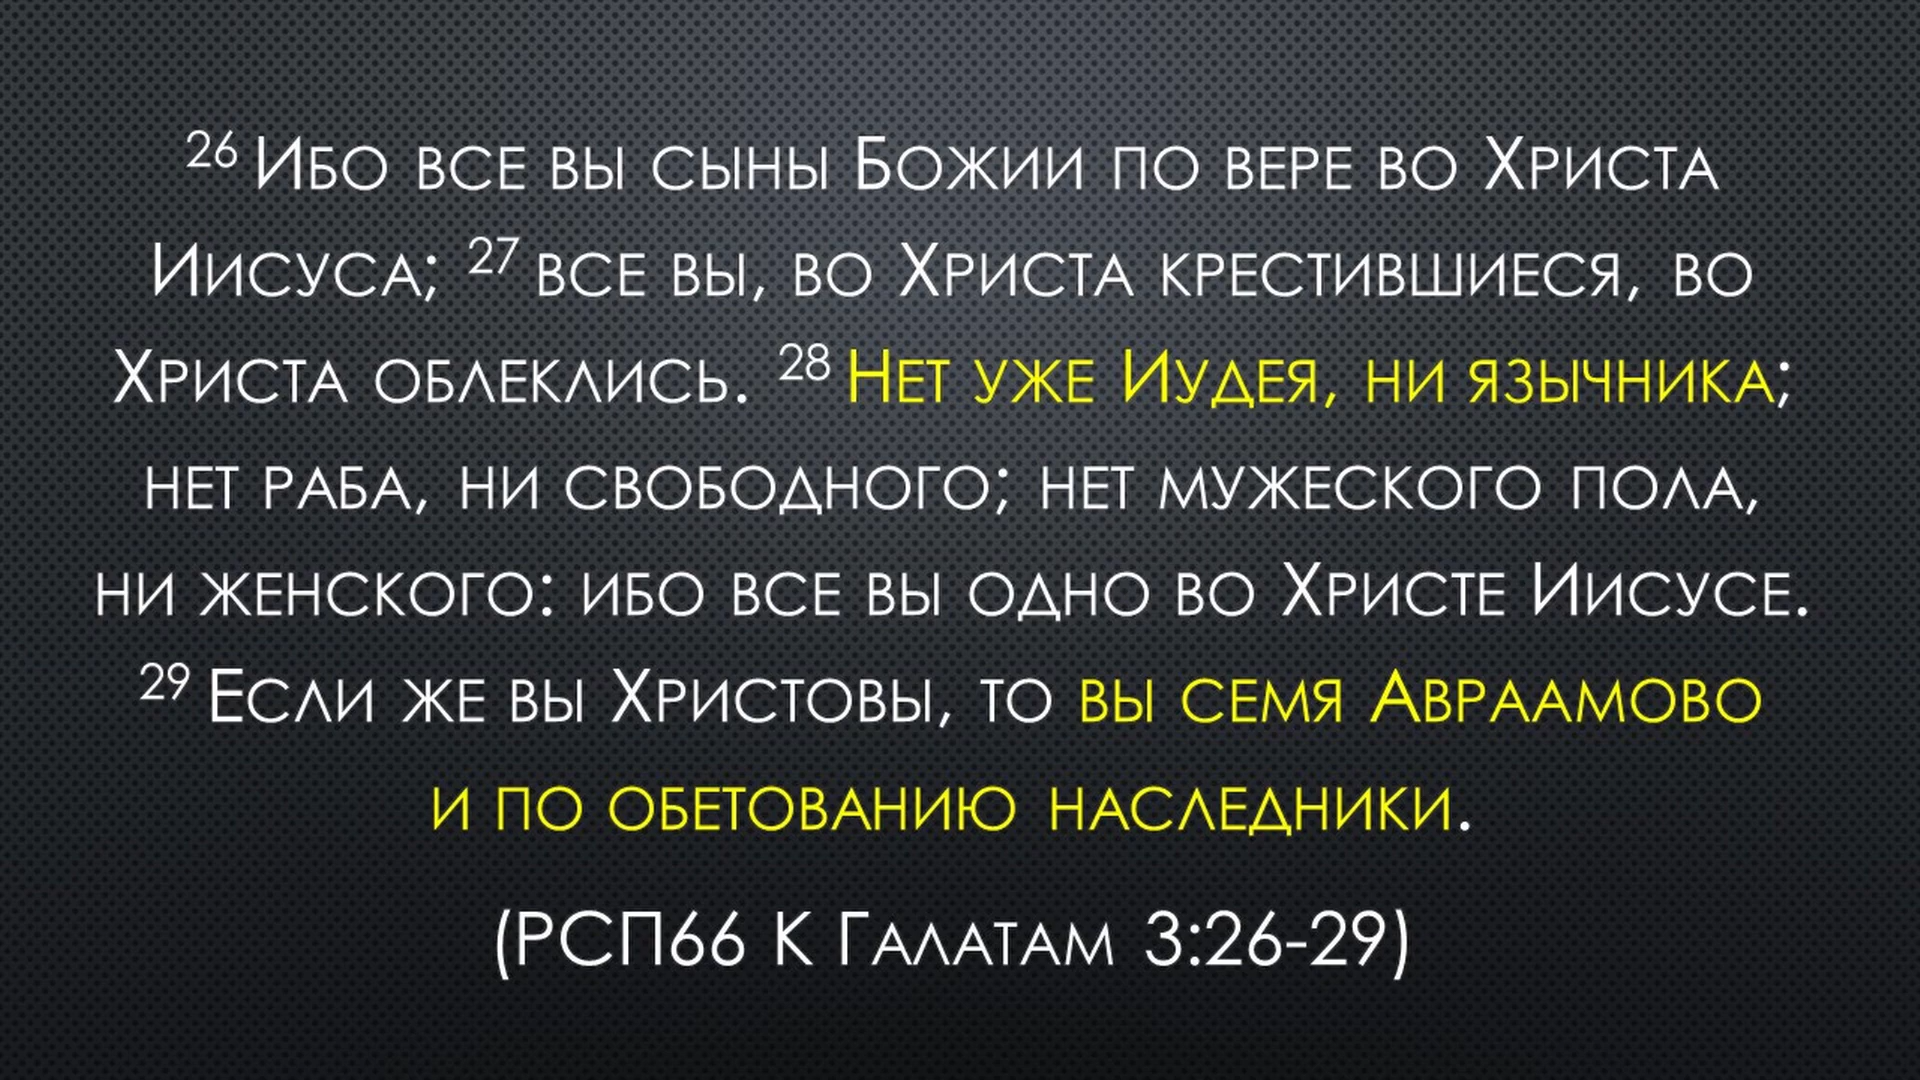 26 Ибо все вы сыны Божии по вере во Христа
Иисуса; 27 все вы, во Христа крестившиеся, во
Христа облеклись. 28 Нет уже Иудея, ни язычника;
нет раба, ни свободного; нет мужеского пола,
ни женского: ибо все вы одно во Христе Иисусе.
29 Если же вы Христовы, то вы семя Авраамово
и по обетованию наследники.
(РСП66 К Галатам 3:26-29)